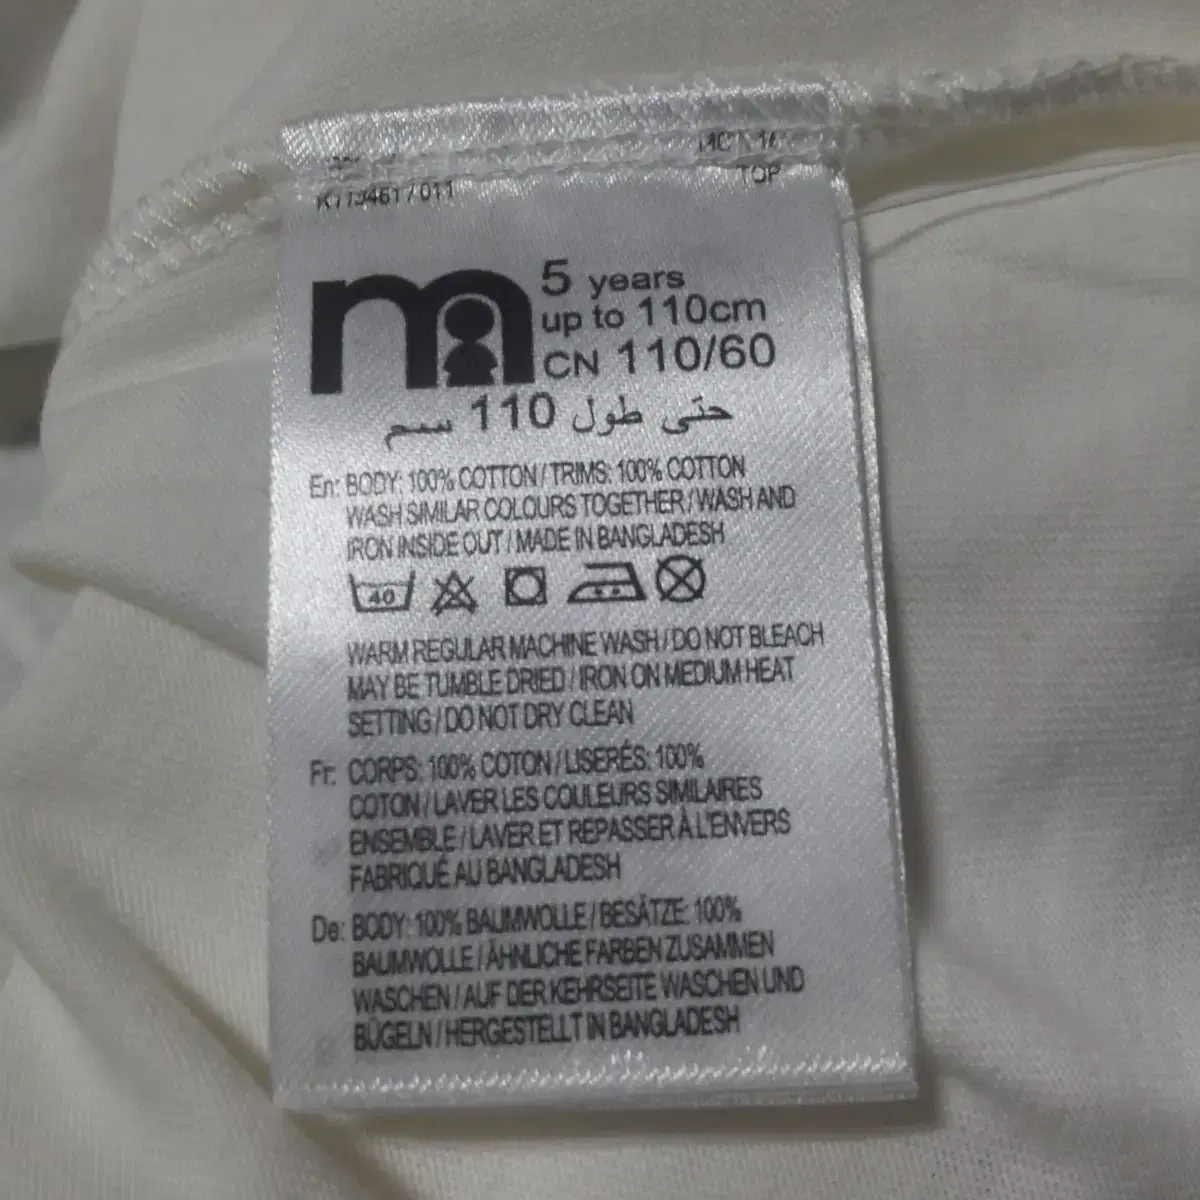 TOP
5 years
up to 110cm
CN 110/60
حتى طول 110 سم
En: BODY: 100% COTTON / TRIMS: 100% COTTON
WASH SIMILAR COLOURS TOGETHER / WASH AND
IRON INSIDE OUT / MADE IN BANGLADESH
40
WARM REGULAR MACHINE WASH / DO NOT BLEACH
MAY BE TUMBLE DRIED / IRON ON MEDIUM HEAT
SETTING / DO NOT DRY CLEAN
Fr: CORPS: 100% COTON / LISERÉS: 100%
COTON / LAVER LES COULEURS SIMILAIRES
ENSEMBLE / LAVER ET REPASSER À L'ENVERS
FABRIQUÉ AU BANGLADESH
De: BODY: 100% BAUMWOLLE / BESÄTZE: 100%
BAUMWOLLE / ÄHNLICHE FARBEN ZUSAMMEN
WASCHEN / AUF DER KEHRSEITE WASCHEN UND
BÜGELN / HERGESTELLT IN BANGLADESH